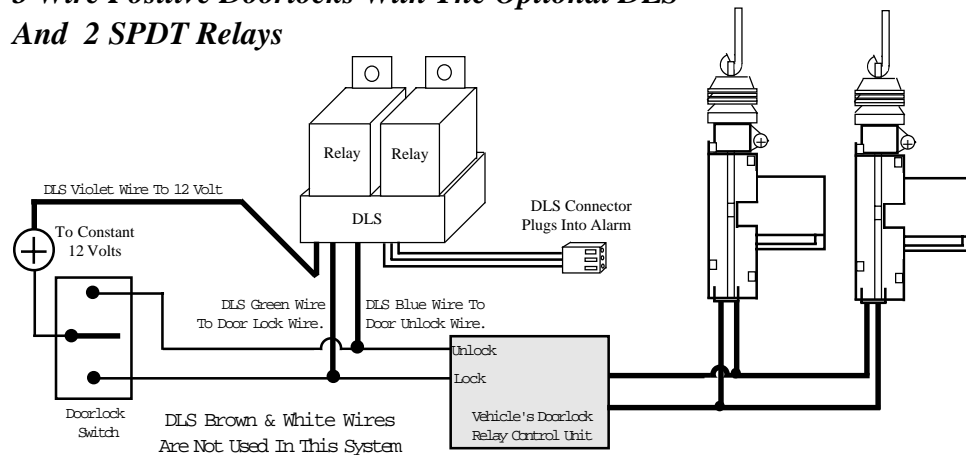 3 Wire Positive Doorlocks With The Optional DLS
And 2 SPDT Relays
Relay
Relay
DLS Violet Wire To 12 Volt
DLS
DLS Connector
Plugs Into Alarm
To Constant
12 Volts
DLS Green Wire
To Door Lock Wire.
DLS Blue Wire To
Door Unlock Wire.
Unlock
Lock
Doorlock
Switch
DLS Brown & White Wires
Are Not Used In This System
Vehicle's Doorlock
Relay Control Unit